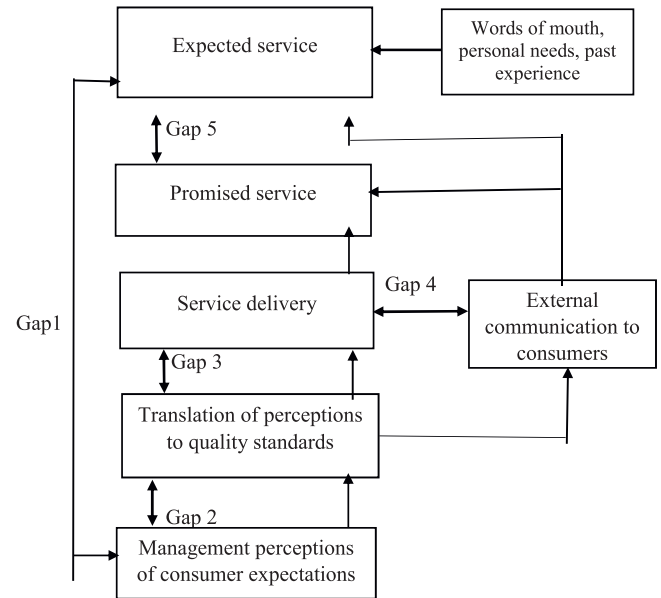 Expected service
Words of mouth,
personal needs, past
experience
Gap 5
Promised service
Service delivery
Gap 4
External
communication to
consumers
Gap1
Gap 3
Translation of perceptions
to quality standards
Gap 2
Management perceptions
of consumer expectations